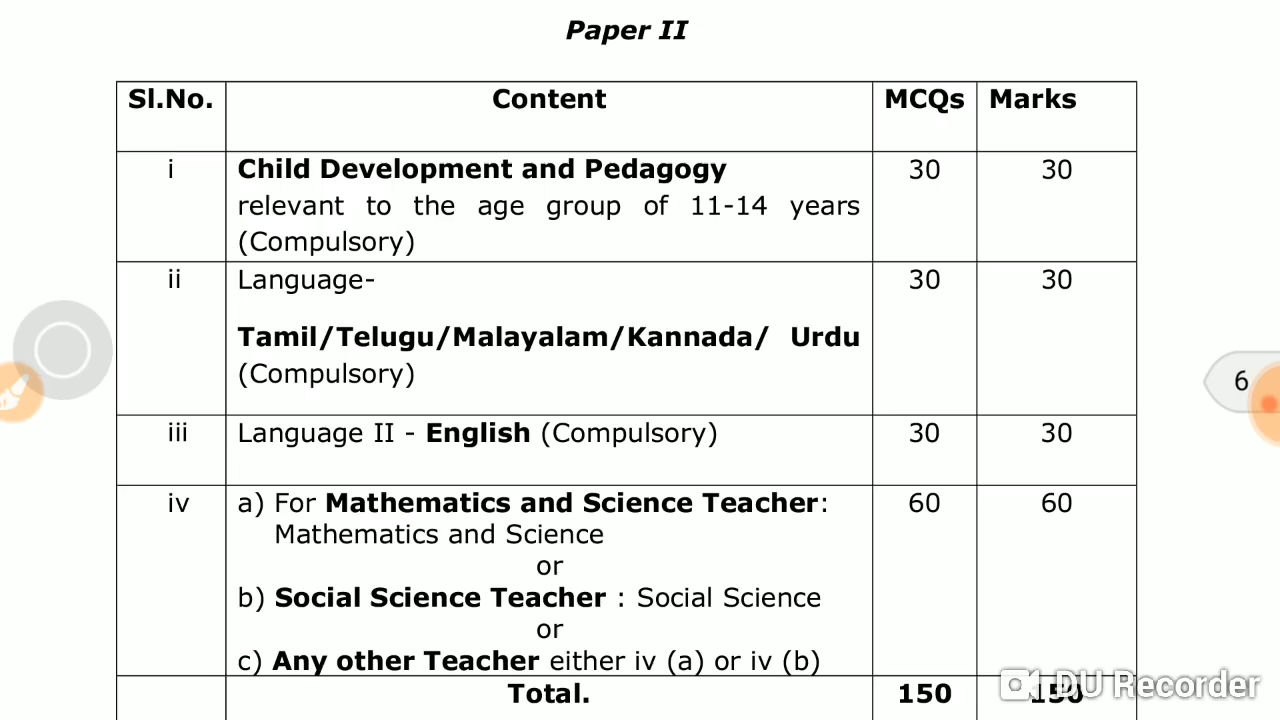 Paper II
Sl.No. Content MCQs Marks
i Child Development and Pedagogy 30 30
relevant to the age group of 11-14 years
(Compulsory)
ii Language- 30 30
Tamil/Telugu/Malayalam/Kannada/ Urdu
(Compulsory)
6
iii Language II - English (Compulsory) 30 30
iv a) For Mathematics and Science Teacher: 60 60
Mathematics and Science
or
b) Social Science Teacher : Social Science
or
c) Any other Teacher either iv (a) or iv (b)
Total. 150 150
DU Recorder